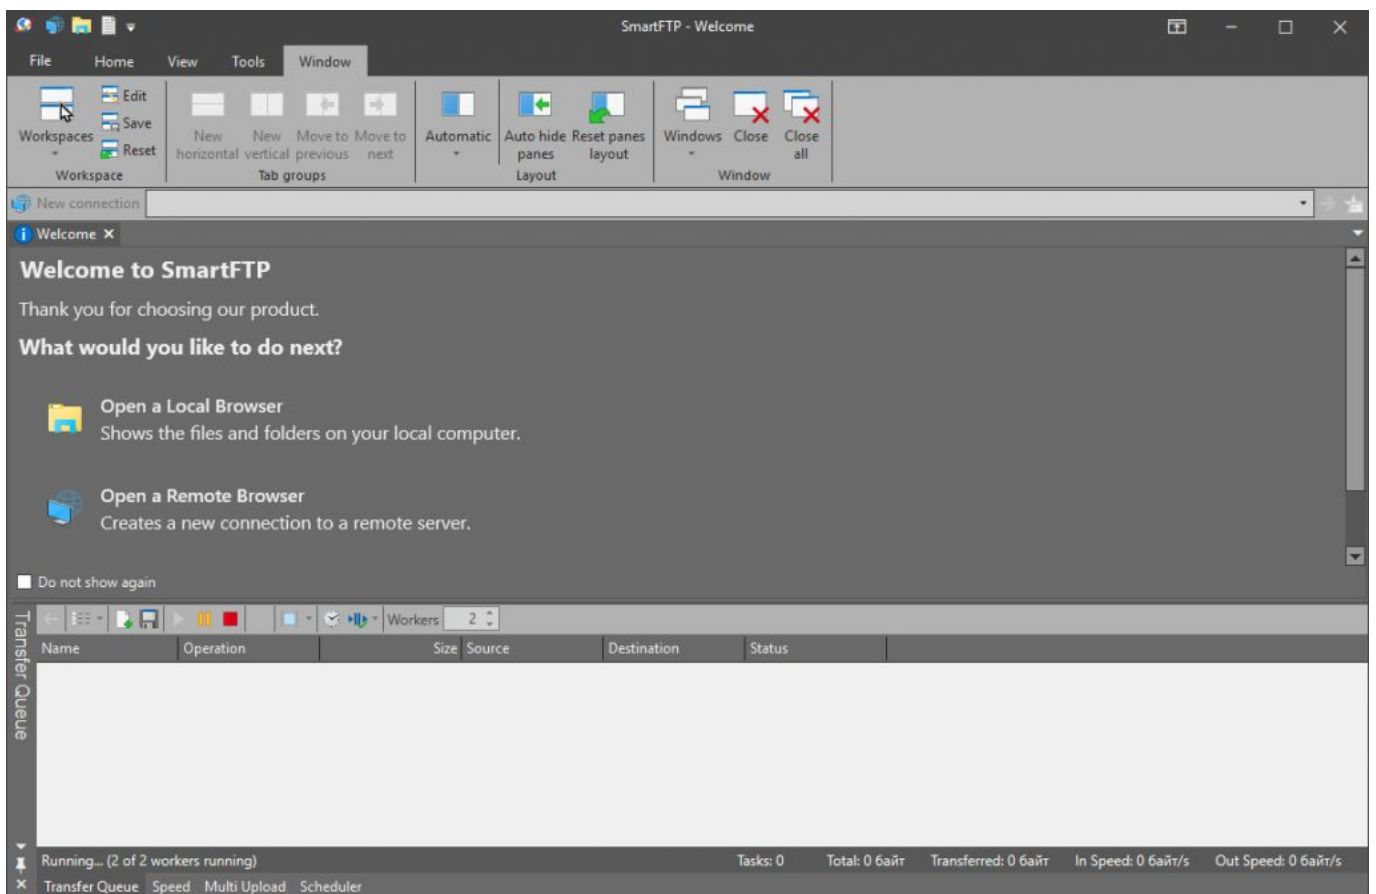 SmartFTP - Welcome
File Home View Tools Window
Workspaces
Edit
Save
Reset
New horizontal
New vertical
Move to previous
Move to next
Automatic
Auto hide panes
Reset panes layout
Windows
Close
Close all
Workspace Tab groups Layout Window
New connection
Welcome
Welcome to SmartFTP
Thank you for choosing our product.
What would you like to do next?
Open a Local Browser
Shows the files and folders on your local computer.
Open a Remote Browser
Creates a new connection to a remote server.
Do not show again
Transfer Queue
Workers 2
Name Operation Size Source Destination Status
Running... (2 of 2 workers running) Tasks: 0 Total: 0 байт Transferred: 0 байт In Speed: 0 байт/s Out Speed: 0 байт/s
Transfer Queue Speed Multi Upload Scheduler